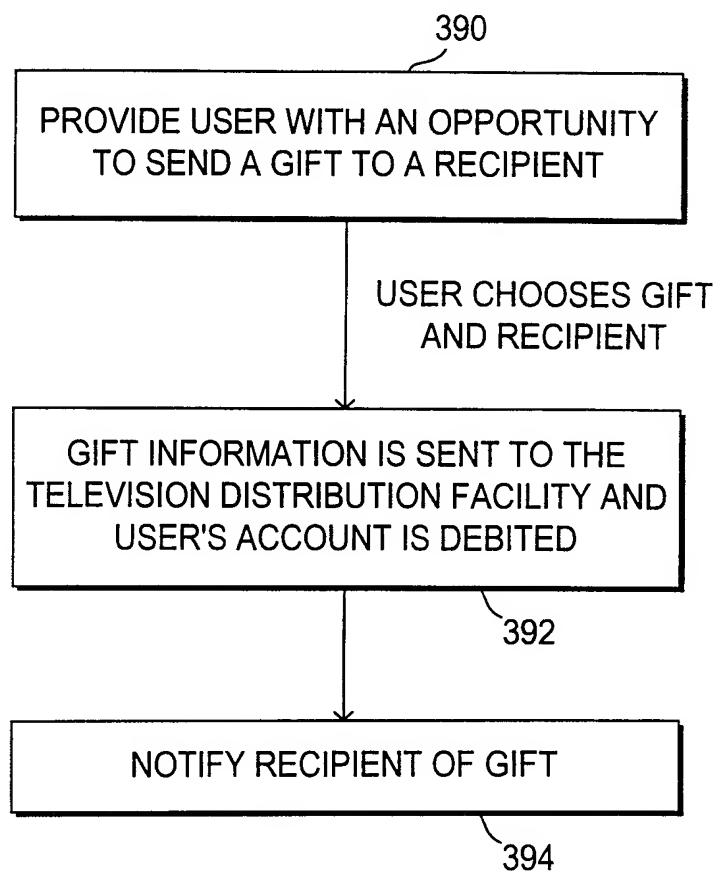 390
PROVIDE USER WITH AN OPPORTUNITY
TO SEND A GIFT TO A RECIPIENT
USER CHOOSES GIFT
AND RECIPIENT
GIFT INFORMATION IS SENT TO THE
TELEVISION DISTRIBUTION FACILITY AND
USER'S ACCOUNT IS DEBITED
392
NOTIFY RECIPIENT OF GIFT
394